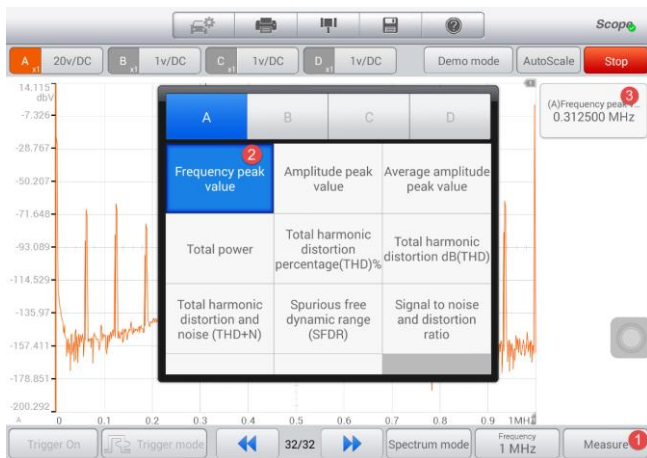 Scope
A x1 20v/DC B x1 1v/DC C x1 1v/DC D x1 1v/DC Demo mode AutoScale Stop
14.115
dbV
-7.326
-28.767
-50.207
-71.648
-93.089
-114.529
-135.97
-157.411
-178.851
-200.292
A 0 0.1 0.2 0.3 0.4 0.5 0.6 0.7 0.8 0.9 1MHz
A B C D
2
Frequency peak
value
Amplitude peak
value
Average amplitude
peak value
Total power
Total harmonic
distortion
percentage(THD)%
Total harmonic
distortion dB(THD)
Total harmonic
distortion and
noise (THD+N)
Spurious free
dynamic range
(SFDR)
Signal to noise
and distortion
ratio
3
(A)Frequency peak v...
0.312500 MHz
Trigger On Trigger mode 32/32 Spectrum mode
Frequency
1 MHz
Measure 1